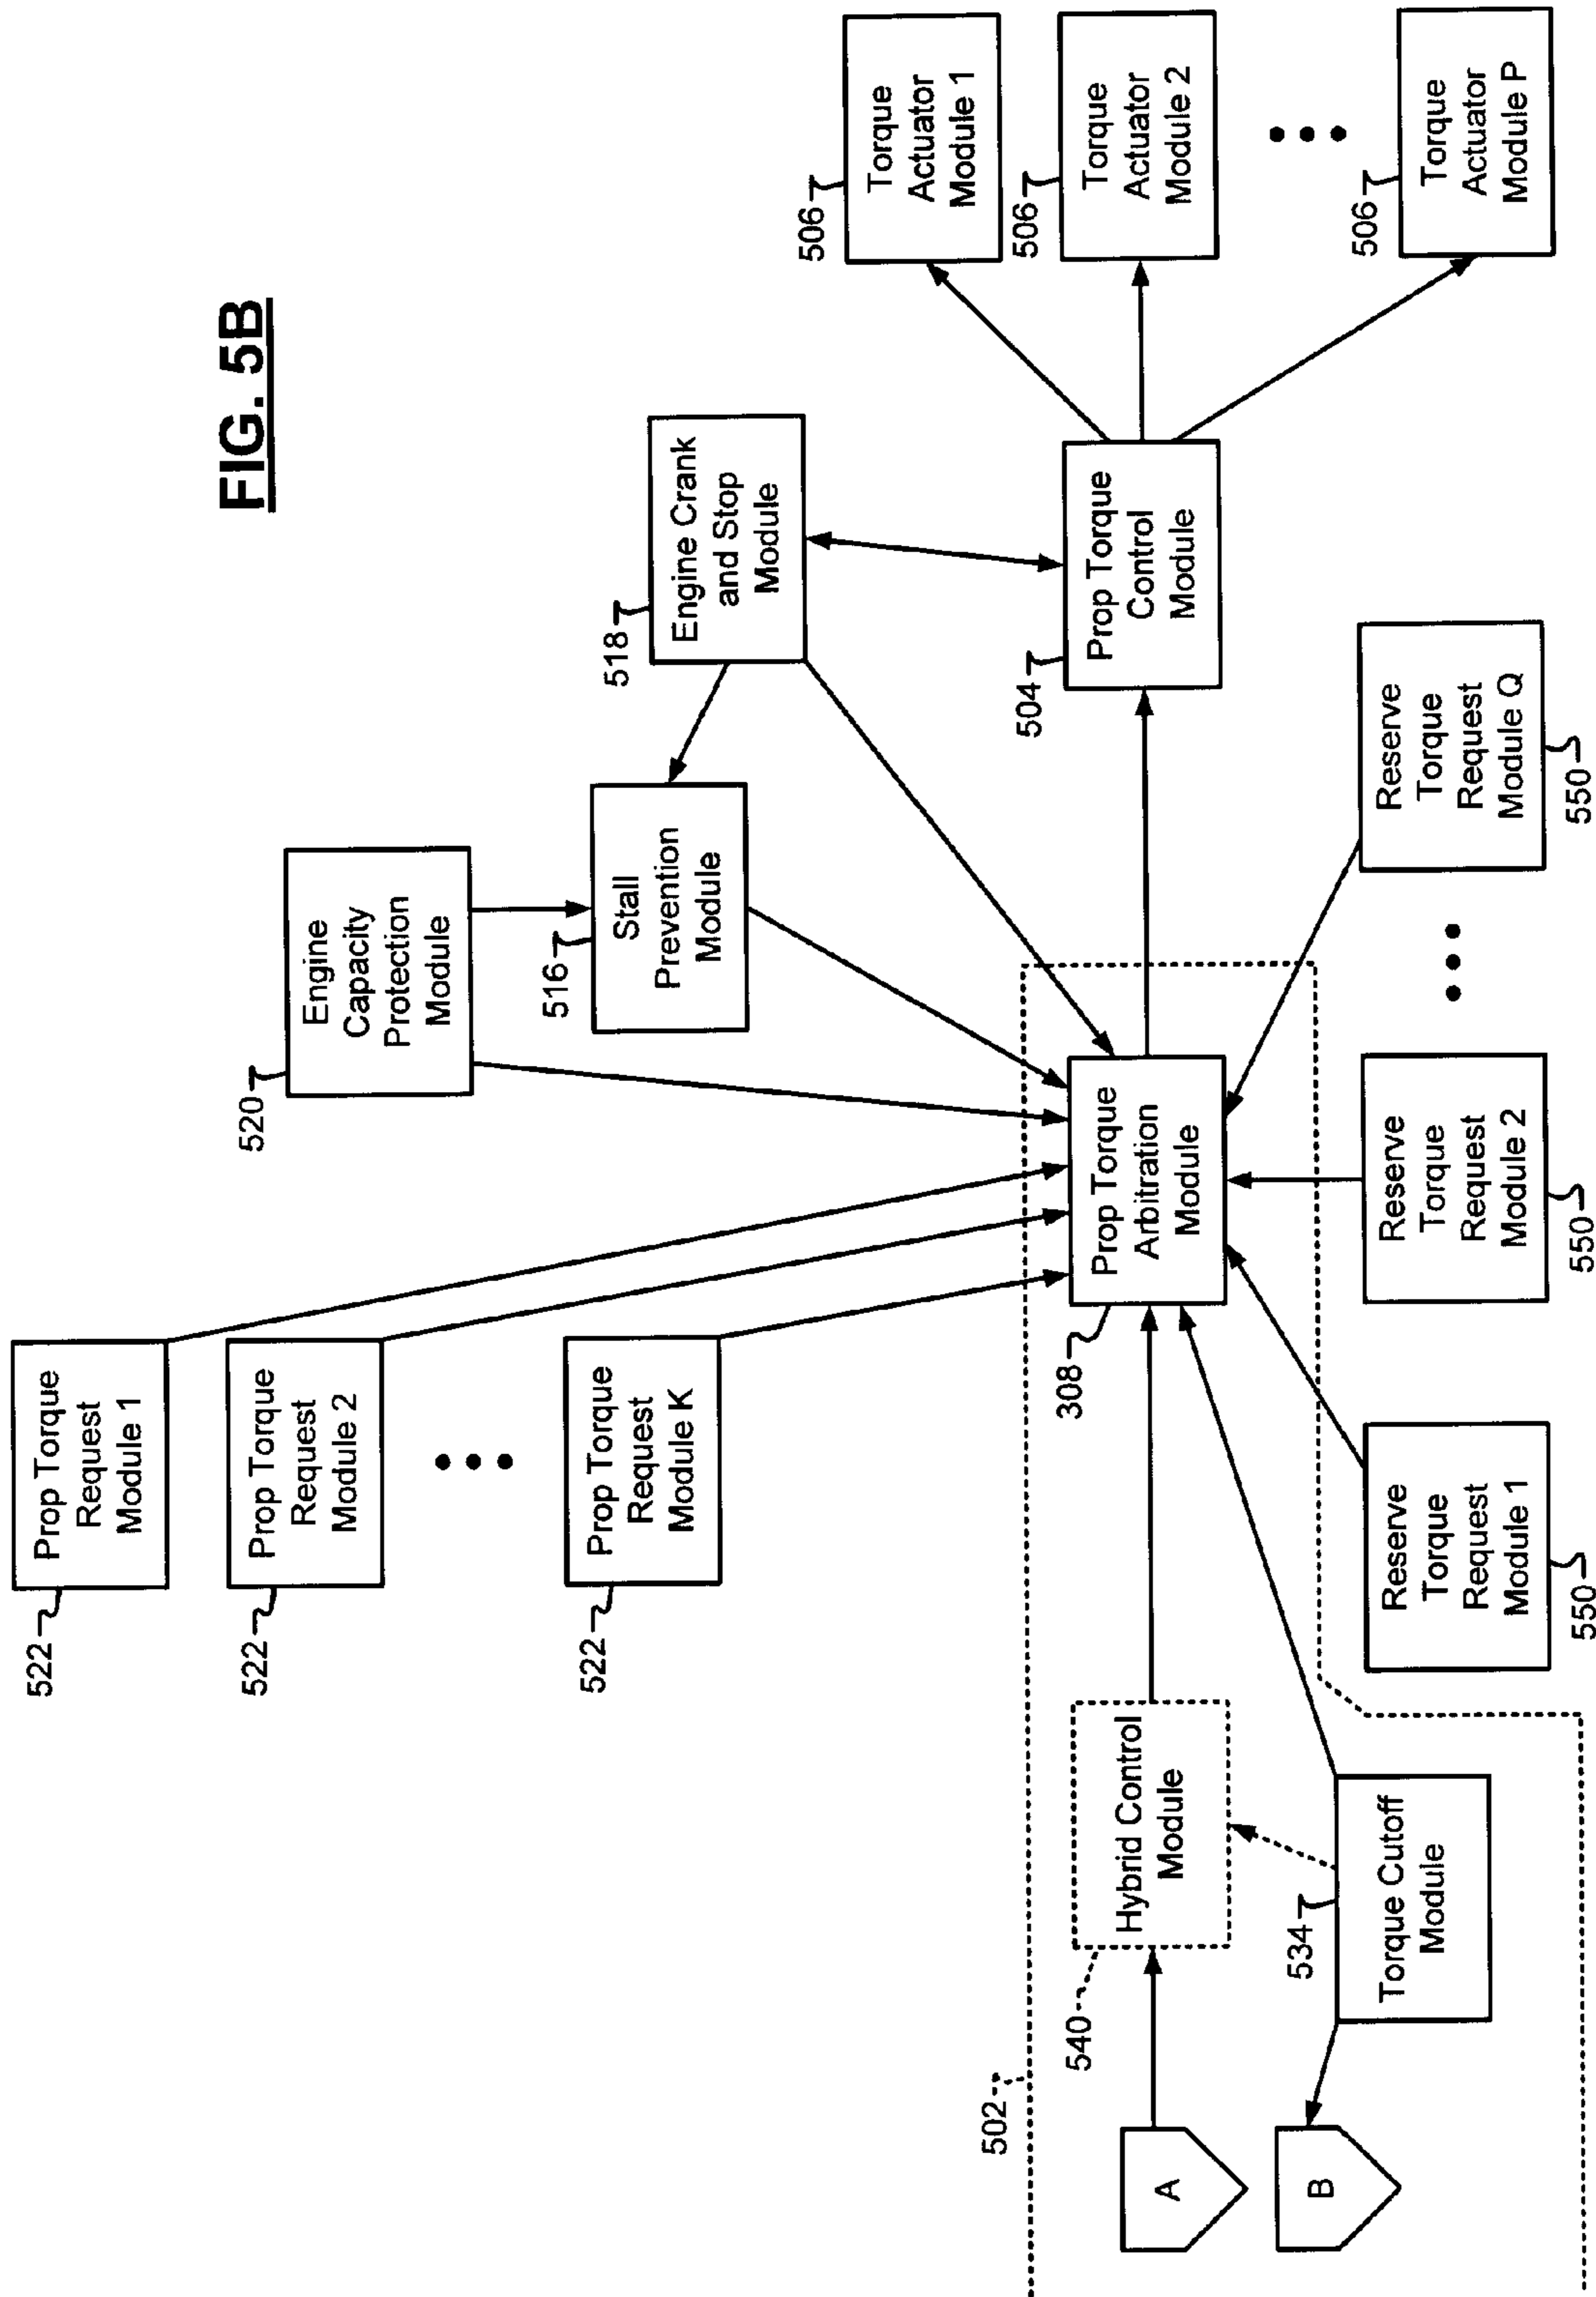 FIG. 5B
Prop Torque
Request
Module 1
522
Prop Torque
Request
Module 2
522
Prop Torque
Request
Module K
522
Engine
Capacity
Protection
Module
520
Stall
Prevention
Module
516
Engine Crank
and Stop
Module
518
502
A
540
Hybrid Control
Module
308
Prop Torque
Arbitration
Module
504
Prop Torque
Control
Module
506
Torque
Actuator
Module 1
506
Torque
Actuator
Module 2
506
Torque
Actuator
Module P
B
534
Torque Cutoff
Module
Reserve
Torque
Request
Module 1
550
Reserve
Torque
Request
Module 2
550
Reserve
Torque
Request
Module Q
550